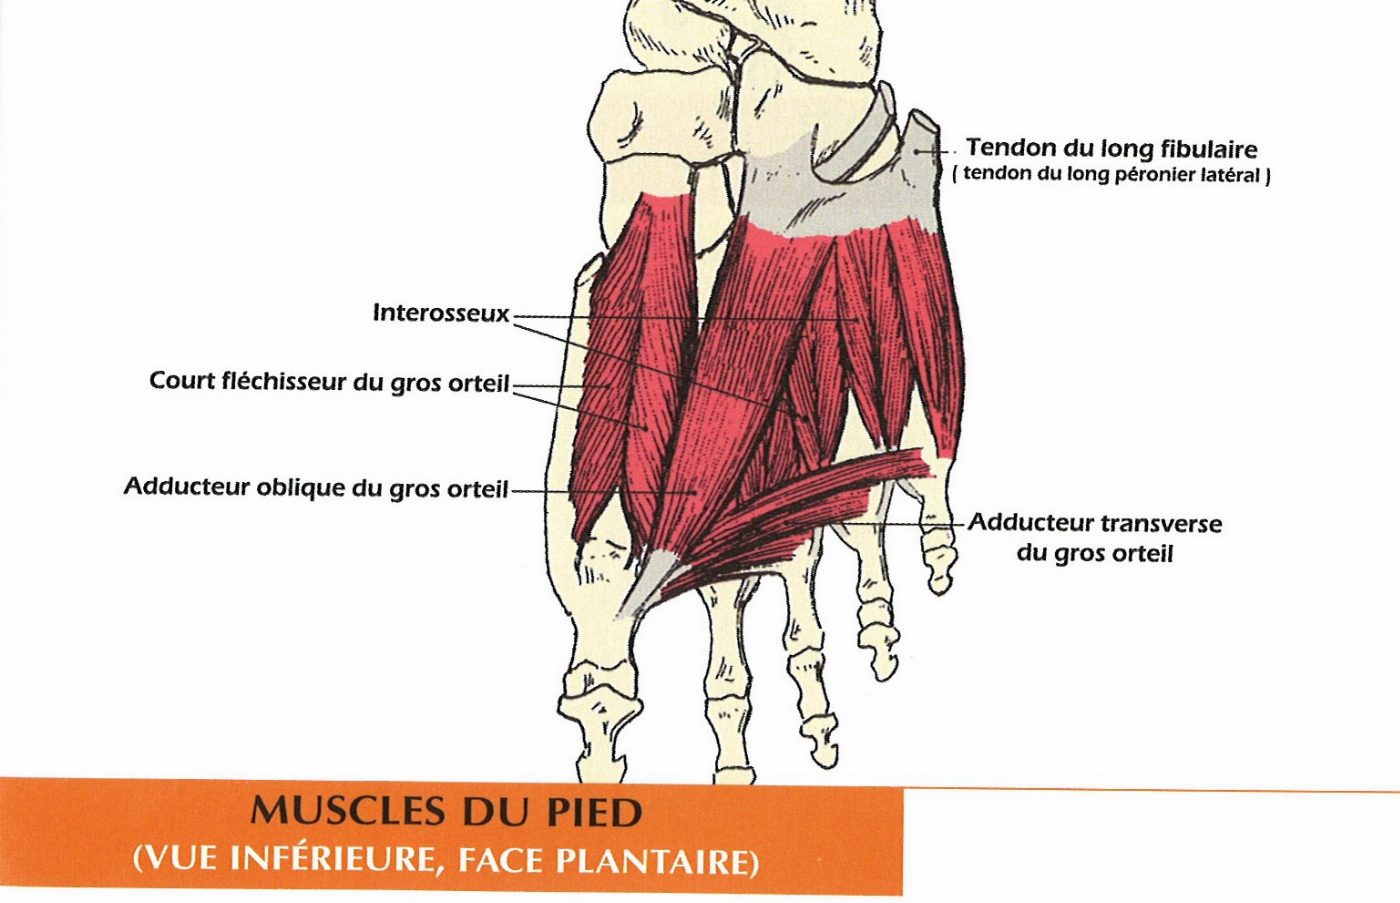 Tendon du long fibulaire
( tendon du long péronier latéral )
Interosseux
Court fléchisseur du gros orteil
Adducteur oblique du gros orteil
Adducteur transverse
du gros orteil
MUSCLES DU PIED
(VUE INFÉRIEURE, FACE PLANTAIRE)